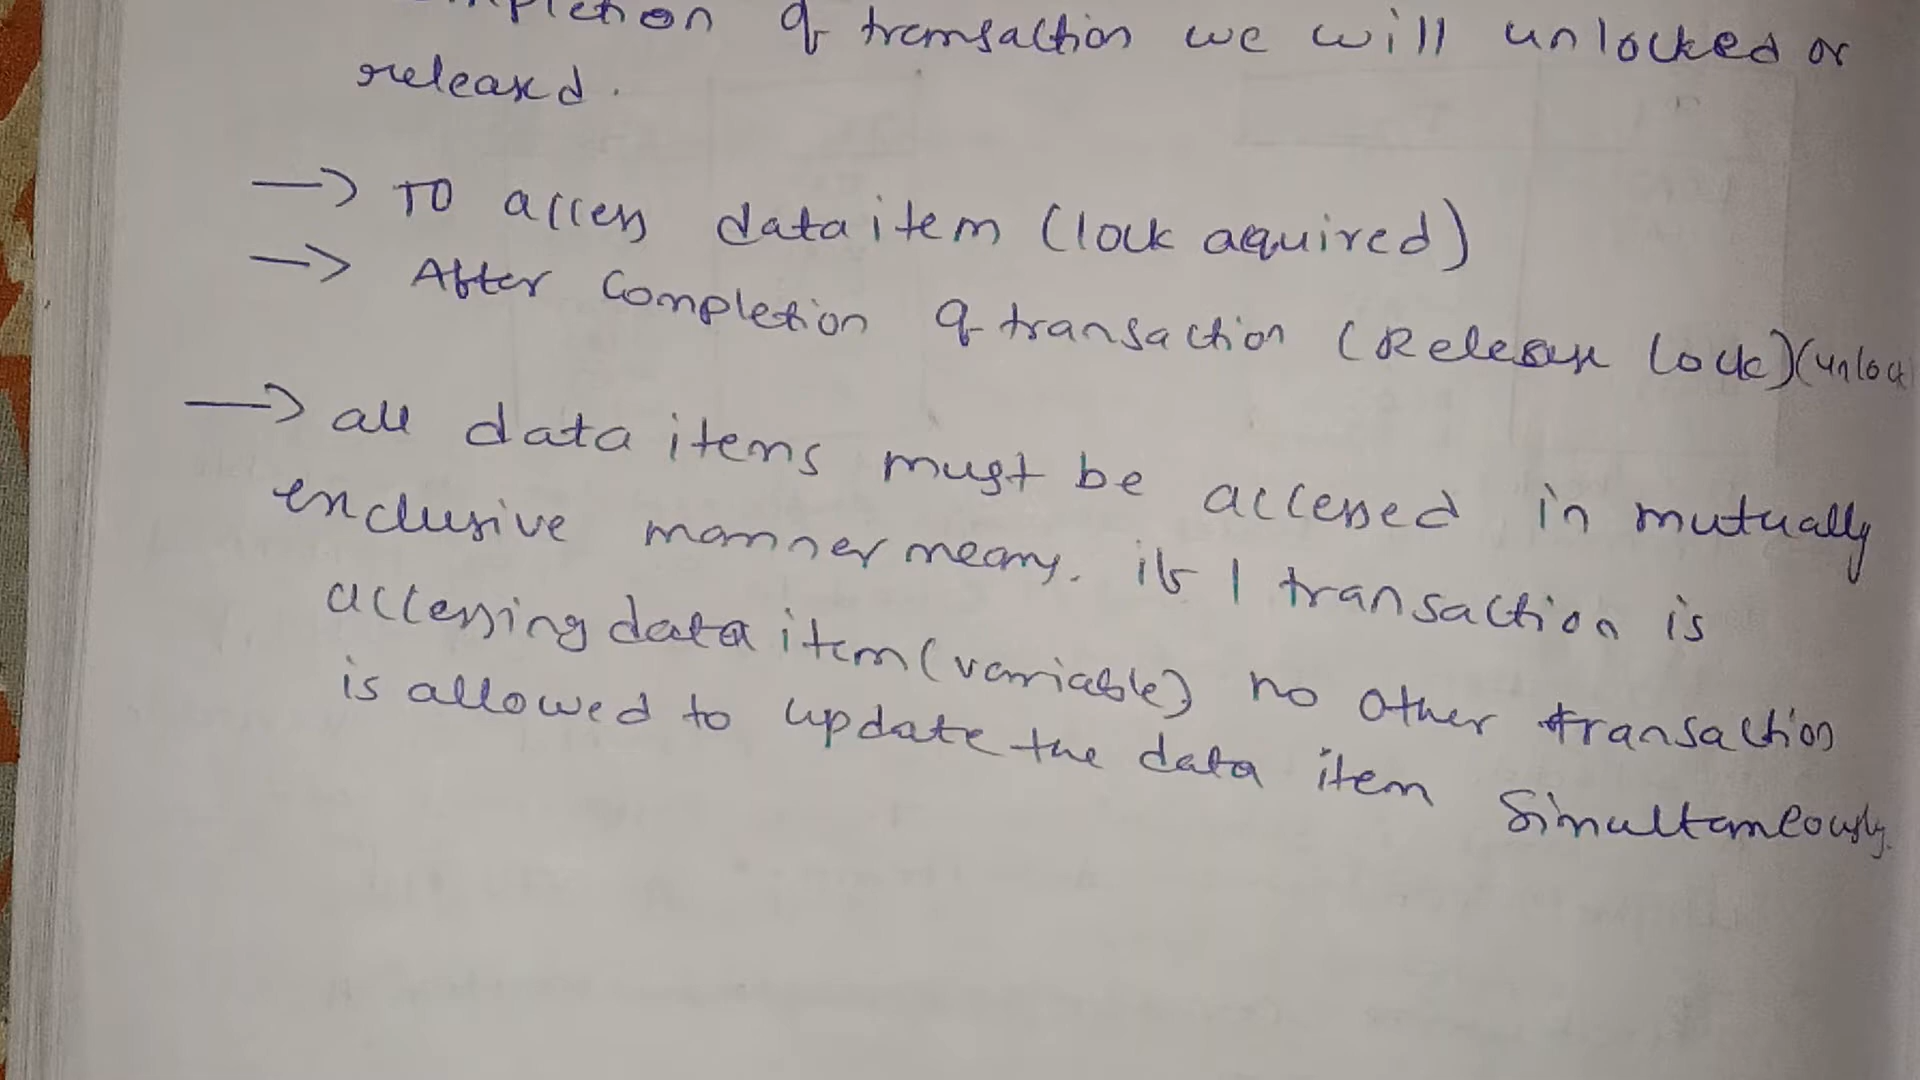 mpletion of transaction we will unlocked or
released.
→ TO access data item (lock aquired)
→ After Completion of transaction (Release lock)(unlock
→ all data items must be accessed in mutually
exclusive manner means. if 1 transaction is
accessing data item (variable) no other transaction
is allowed to update the data item simultaneously.